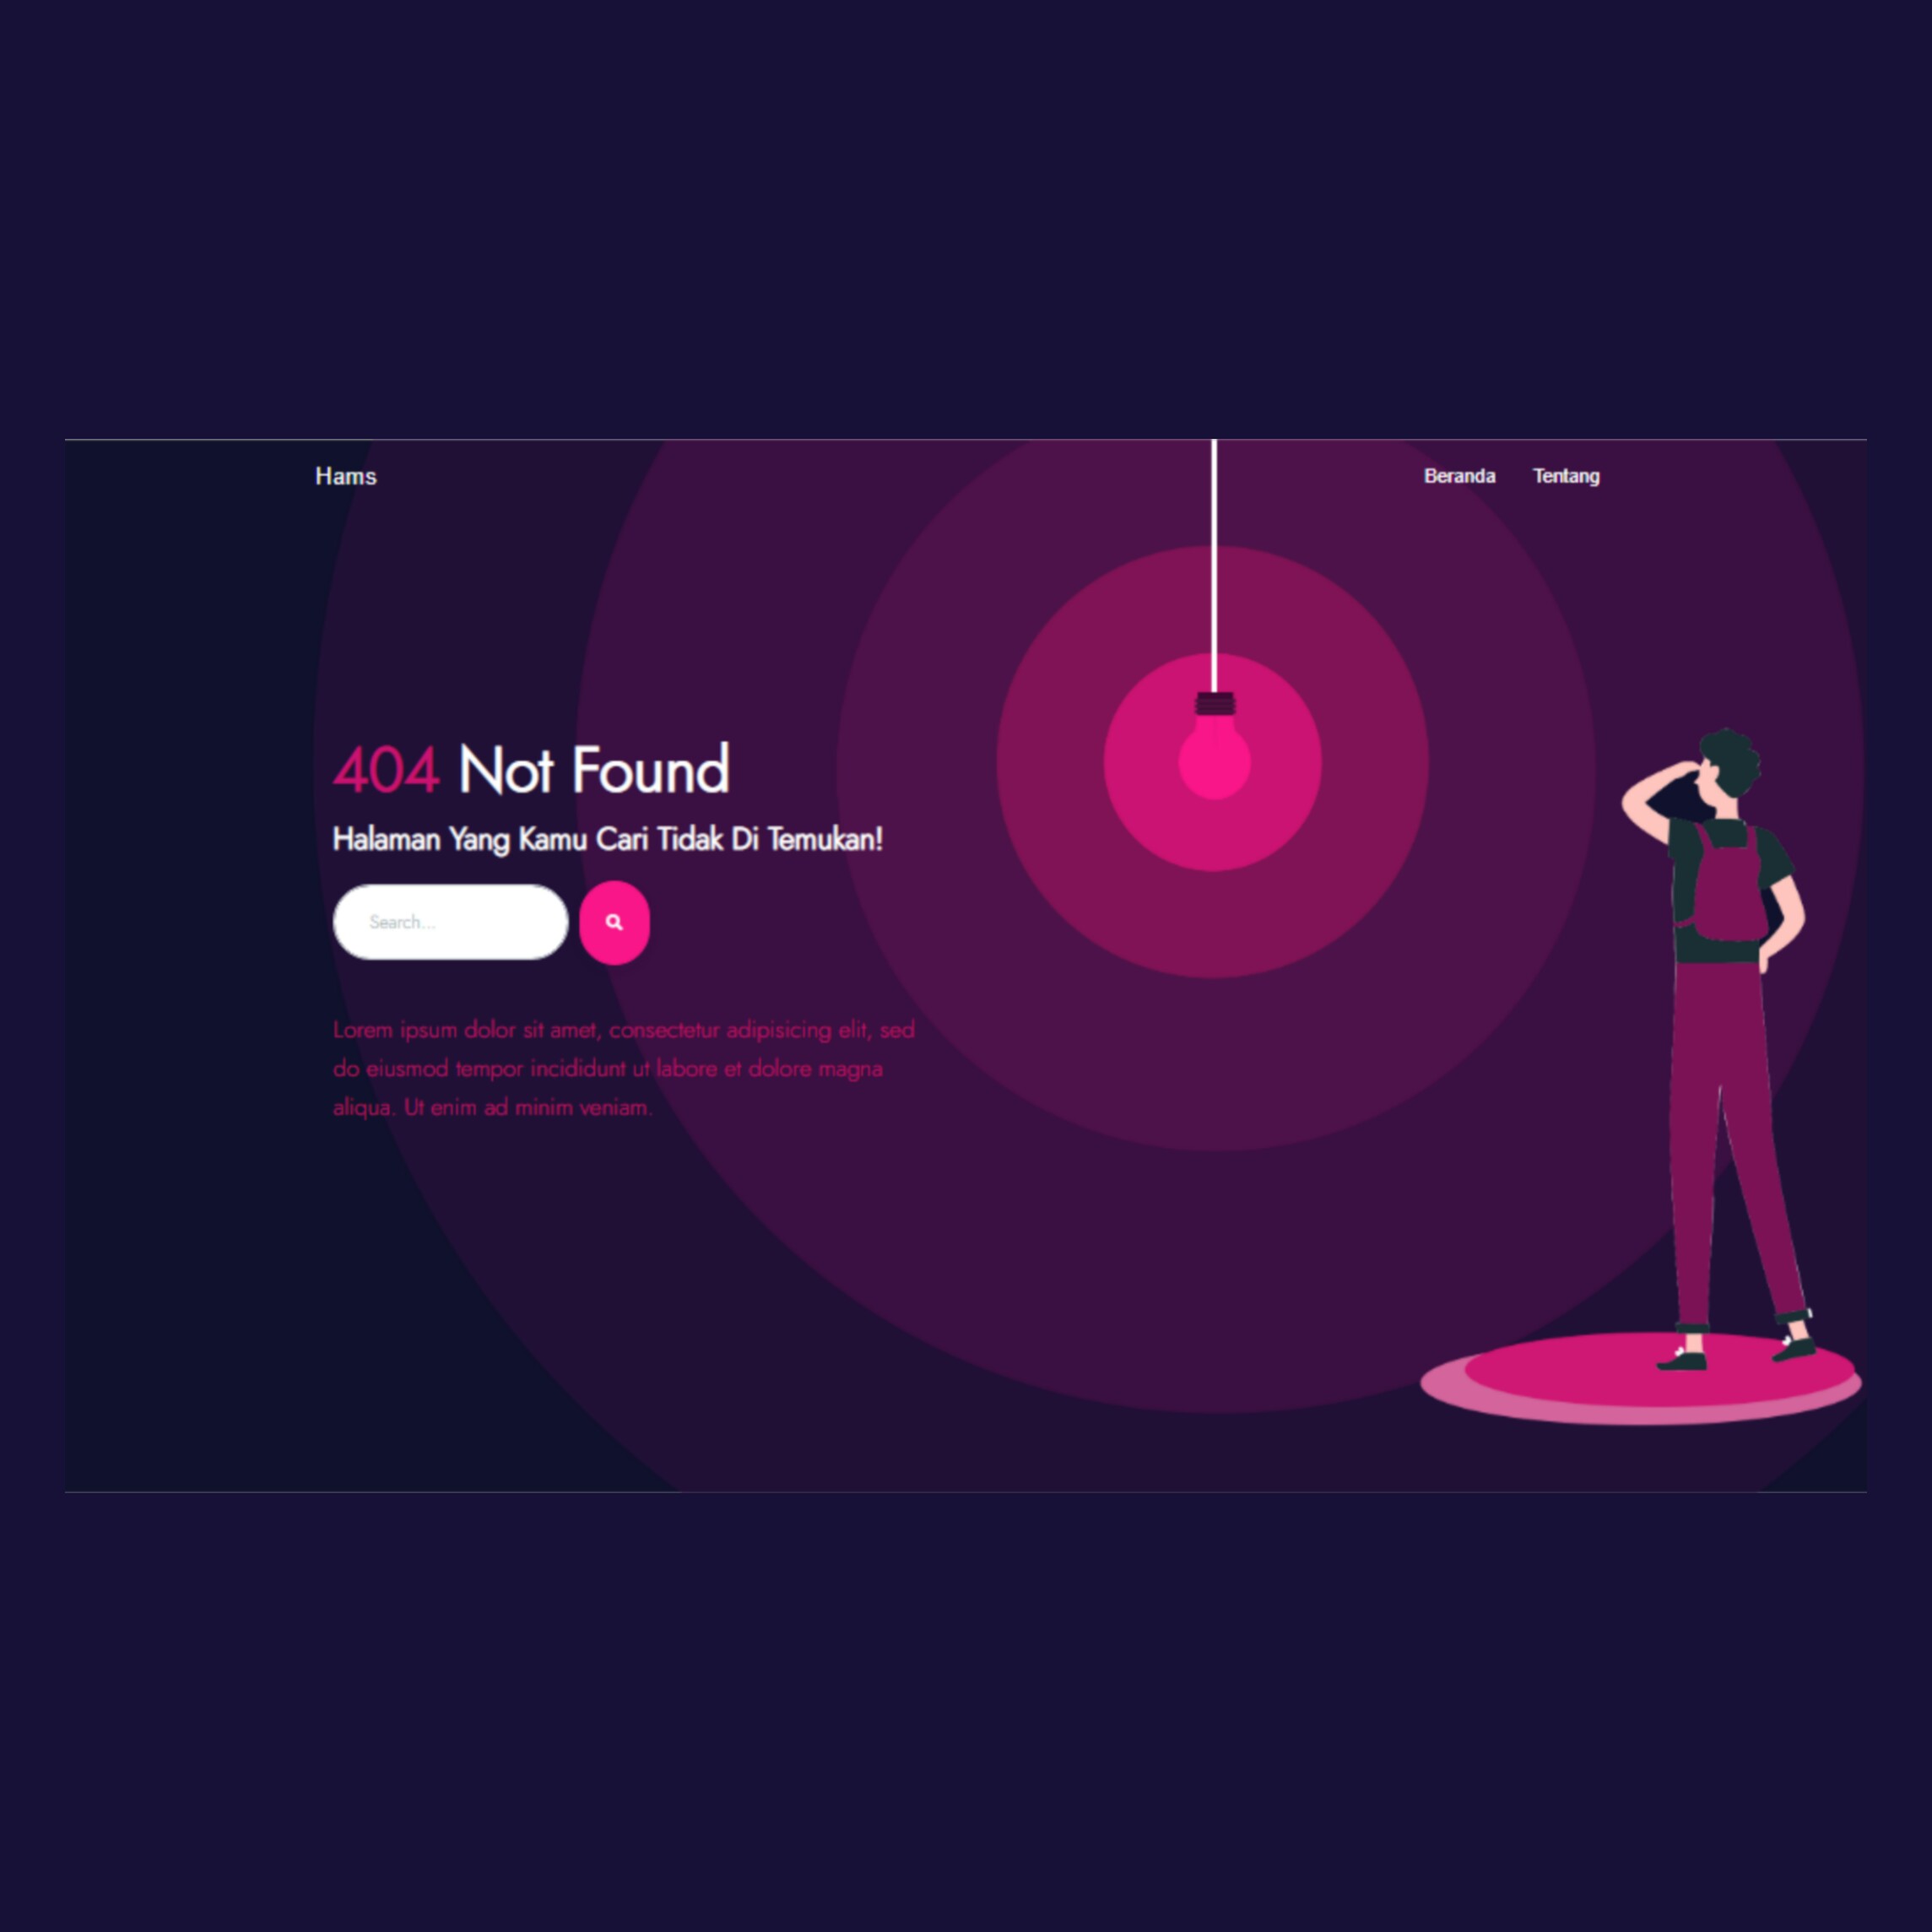 Hams
Beranda Tentang
404 Not Found
Halaman Yang Kamu Cari Tidak Di Temukan!
Search...
Lorem ipsum dolor sit amet, consectetur adipisicing elit, sed
do eiusmod tempor incididunt ut labore et dolore magna
aliqua. Ut enim ad minim veniam.